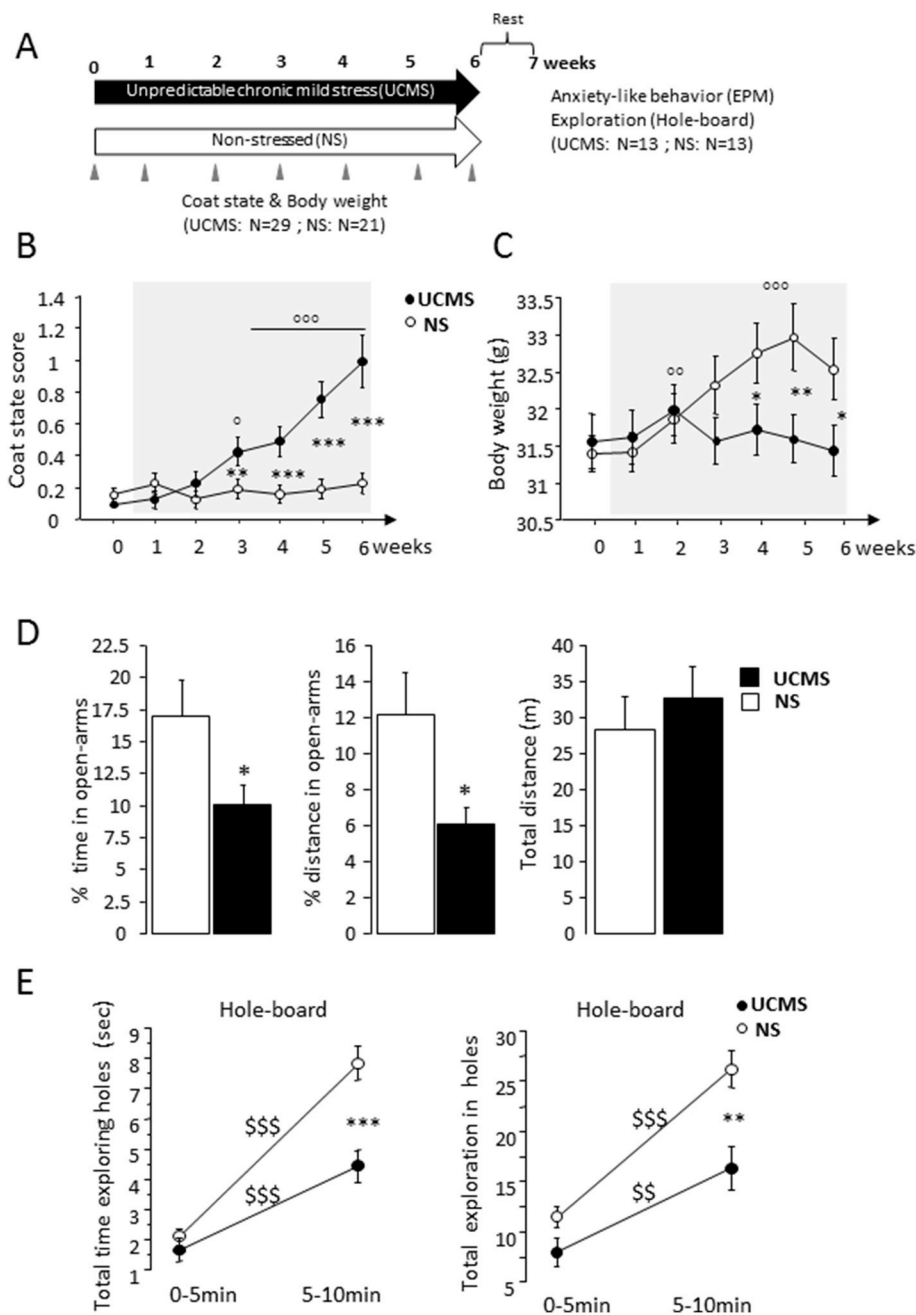 A
Rest
0 1 2 3 4 5 6 7 weeks
Unpredictable chronic mild stress(UCMS)
Non-stressed (NS)
Anxiety-like behavior (EPM)
Exploration (Hole-board)
(UCMS: N=13 ; NS: N=13)
Coat state & Body weight
(UCMS: N=29 ; NS: N=21)
B
Coat state score
1.4
1.2
1
0.8
0.6
0.4
0.2
0
°°°
°
**
***
***
***
0 1 2 3 4 5 6 weeks
UCMS
NS
C
Body weight (g)
33.5
33
32.5
32
31.5
31
30.5
°°°
°°
*
**
*
0 1 2 3 4 5 6 weeks
D
% time in open-arms
22.5
20
17.5
15
12.5
10
7.5
5
2.5
0
*
% distance in open-arms
16
14
12
10
8
6
4
2
0
*
Total distance (m)
40
35
30
25
20
15
10
5
0
UCMS
NS
E
Hole-board
Total time exploring holes (sec)
9
8
7
6
5
4
3
2
1
$$$
$$$
***
0-5min 5-10min
Hole-board
Total exploration in holes
30
25
20
15
10
5
$$$
$$
**
0-5min 5-10min
UCMS
NS